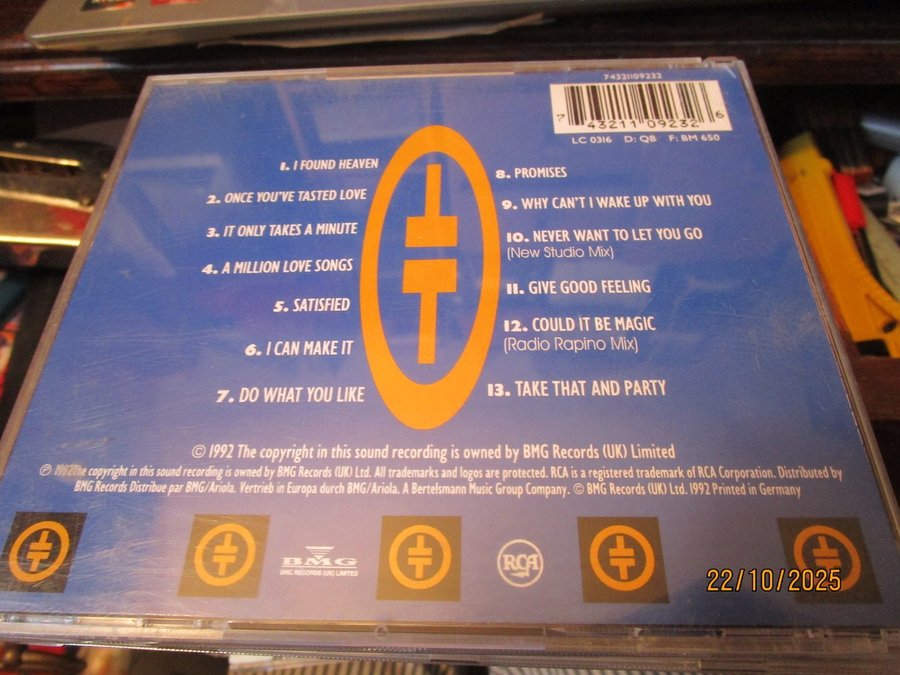 74321109232
7 43211 09232 6
LC 0316 D: QB F: BM 650
1. I FOUND HEAVEN
2. ONCE YOU'VE TASTED LOVE
3. IT ONLY TAKES A MINUTE
4. A MILLION LOVE SONGS
5. SATISFIED
6. I CAN MAKE IT
7. DO WHAT YOU LIKE
8. PROMISES
9. WHY CAN'T I WAKE UP WITH YOU
10. NEVER WANT TO LET YOU GO
(New Studio Mix)
11. GIVE GOOD FEELING
12. COULD IT BE MAGIC
(Radio Rapino Mix)
13. TAKE THAT AND PARTY
© 1992 The copyright in this sound recording is owned by BMG Records (UK) Limited
℗ 1992 The copyright in this sound recording is owned by BMG Records (UK) Ltd. All trademarks and logos are protected. RCA is a registered trademark of RCA Corporation. Distributed by
BMG Records Distribue par BMG/Ariola. Vertrieb in Europa durch BMG/Ariola. A Bertelsmann Music Group Company. © BMG Records (UK) Ltd. 1992 Printed in Germany
BMG
BMG RECORDS (UK) LIMITED
RCA
22/10/2025